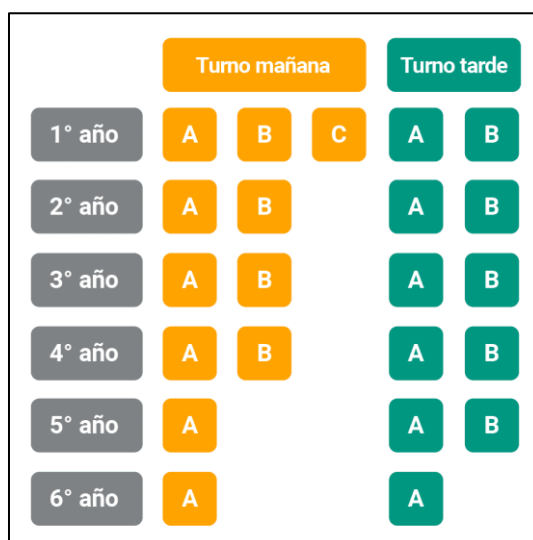 Turno mañana Turno tarde
1° año A B C A B
2° año A B A B
3° año A B A B
4° año A B A B
5° año A A B
6° año A A